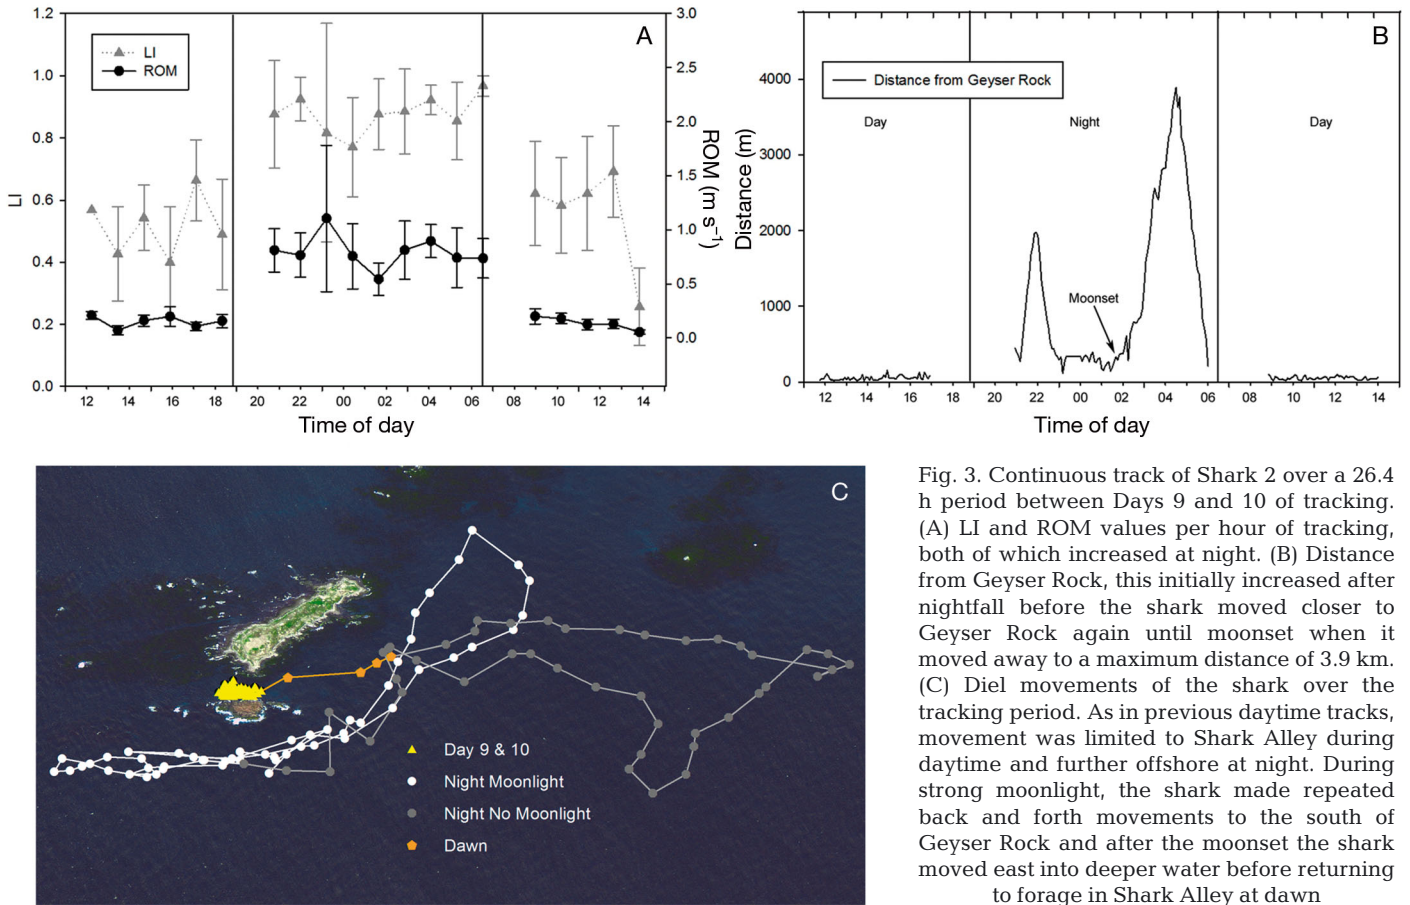 1.2
1.0
0.8
0.6
0.4
0.2
0.0
LI
LI
ROM
A
3.0
2.5
2.0
1.5
1.0
0.5
0.0
ROM (m s⁻¹)
12 14 16 18 20 22 00 02 04 06 08 10 12 14
Time of day
B
4000
3000
2000
1000
0
Distance (m)
Distance from Geyser Rock
Day
Night
Day
Moonset
12 14 16 18 20 22 00 02 04 06 08 10 12 14
Time of day
C
Day 9 & 10
Night Moonlight
Night No Moonlight
Dawn
Fig. 3. Continuous track of Shark 2 over a 26.4
h period between Days 9 and 10 of tracking.
(A) LI and ROM values per hour of tracking,
both of which increased at night. (B) Distance
from Geyser Rock, this initially increased after
nightfall before the shark moved closer to
Geyser Rock again until moonset when it
moved away to a maximum distance of 3.9 km.
(C) Diel movements of the shark over the
tracking period. As in previous daytime tracks,
movement was limited to Shark Alley during
daytime and further offshore at night. During
strong moonlight, the shark made repeated
back and forth movements to the south of
Geyser Rock and after the moonset the shark
moved east into deeper water before returning
to forage in Shark Alley at dawn